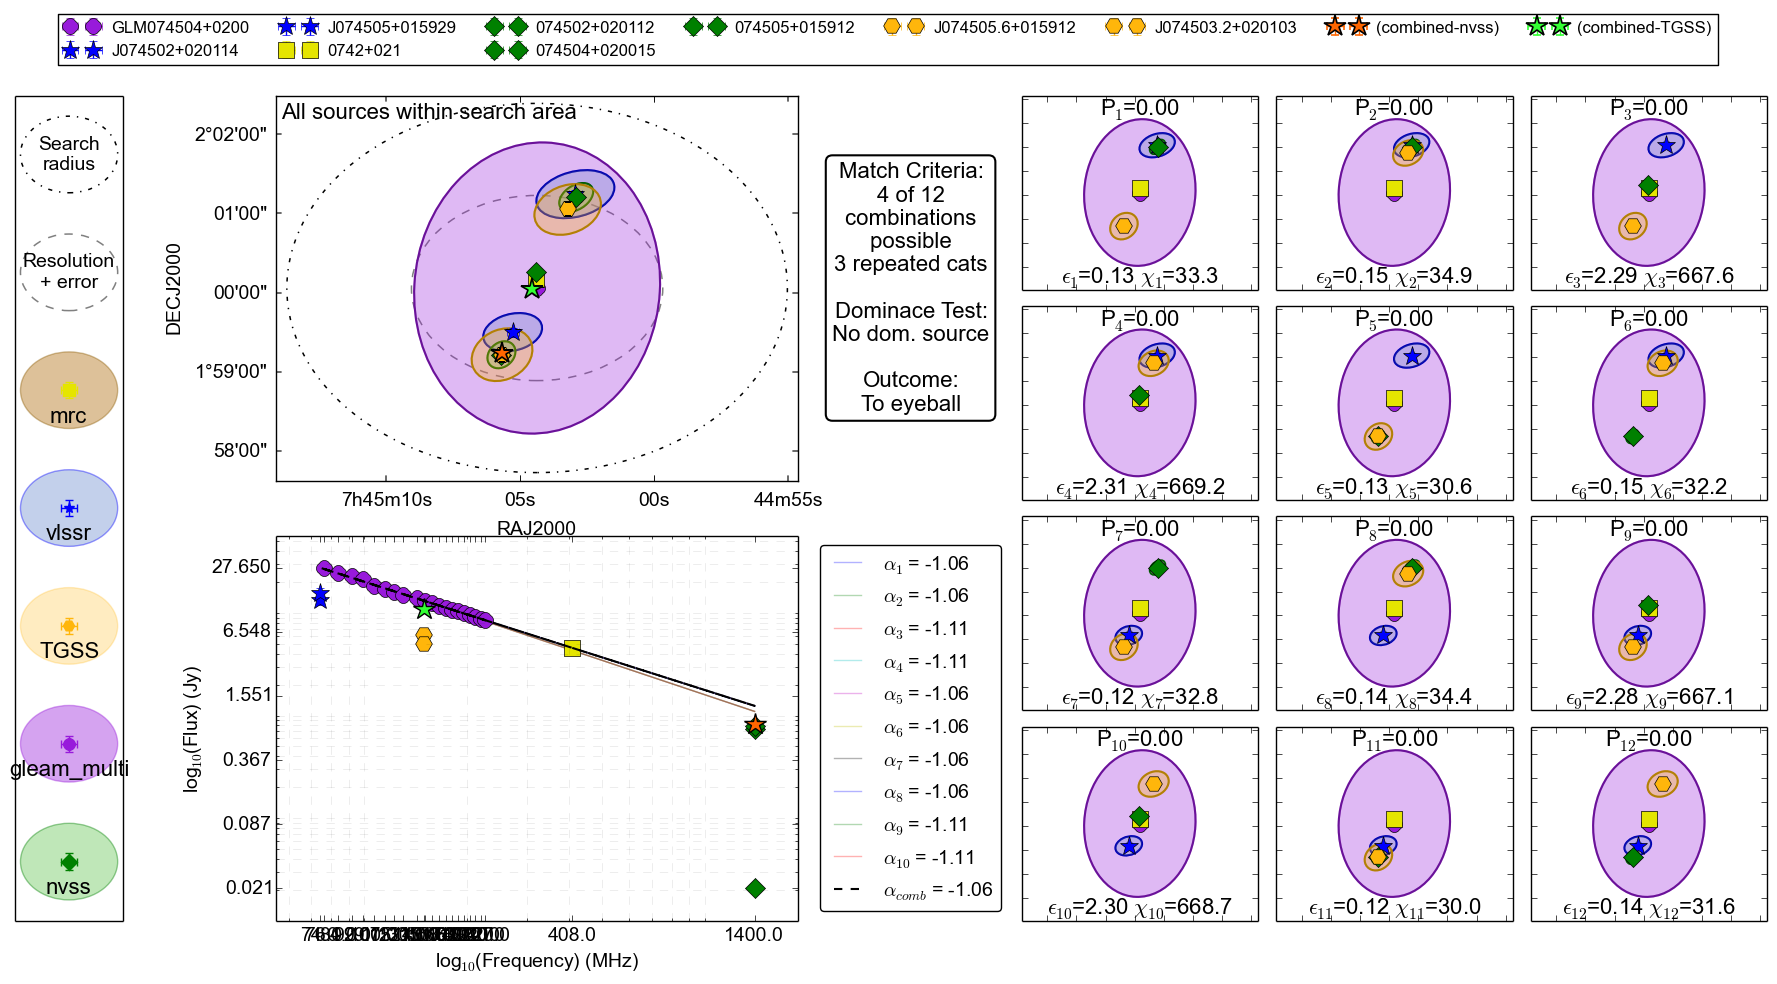 GLM074504+0200
J074505+015929
074502+020112
074505+015912
J074505.6+015912
J074503.2+020103
(combined-nvss)
(combined-TGSS)
J074502+020114
0742+021
074504+020015
Search
radius
Resolution
+ error
mrc
vlssr
TGSS
gleam_multi
nvss
All sources within search area
2°02'00"
01'00"
00'00"
1°59'00"
58'00"
DECJ2000
7h45m10s
05s
00s
44m55s
RAJ2000
Match Criteria:
4 of 12
combinations
possible
3 repeated cats
Dominace Test:
No dom. source
Outcome:
To eyeball
27.650
6.548
1.551
0.367
0.087
0.021
log10(Flux) (Jy)
408.0
1400.0
log10(Frequency) (MHz)
α1 = -1.06
α2 = -1.06
α3 = -1.11
α4 = -1.11
α5 = -1.06
α6 = -1.06
α7 = -1.06
α8 = -1.06
α9 = -1.11
α10 = -1.11
αcomb = -1.06
P1=0.00
ϵ1=0.13 χ1=33.3
P2=0.00
ϵ2=0.15 χ2=34.9
P3=0.00
ϵ3=2.29 χ3=667.6
P4=0.00
ϵ4=2.31 χ4=669.2
P5=0.00
ϵ5=0.13 χ5=30.6
P6=0.00
ϵ6=0.15 χ6=32.2
P7=0.00
ϵ7=0.12 χ7=32.8
P8=0.00
ϵ8=0.14 χ8=34.4
P9=0.00
ϵ9=2.28 χ9=667.1
P10=0.00
ϵ10=2.30 χ10=668.7
P11=0.00
ϵ11=0.12 χ11=30.0
P12=0.00
ϵ12=0.14 χ12=31.6